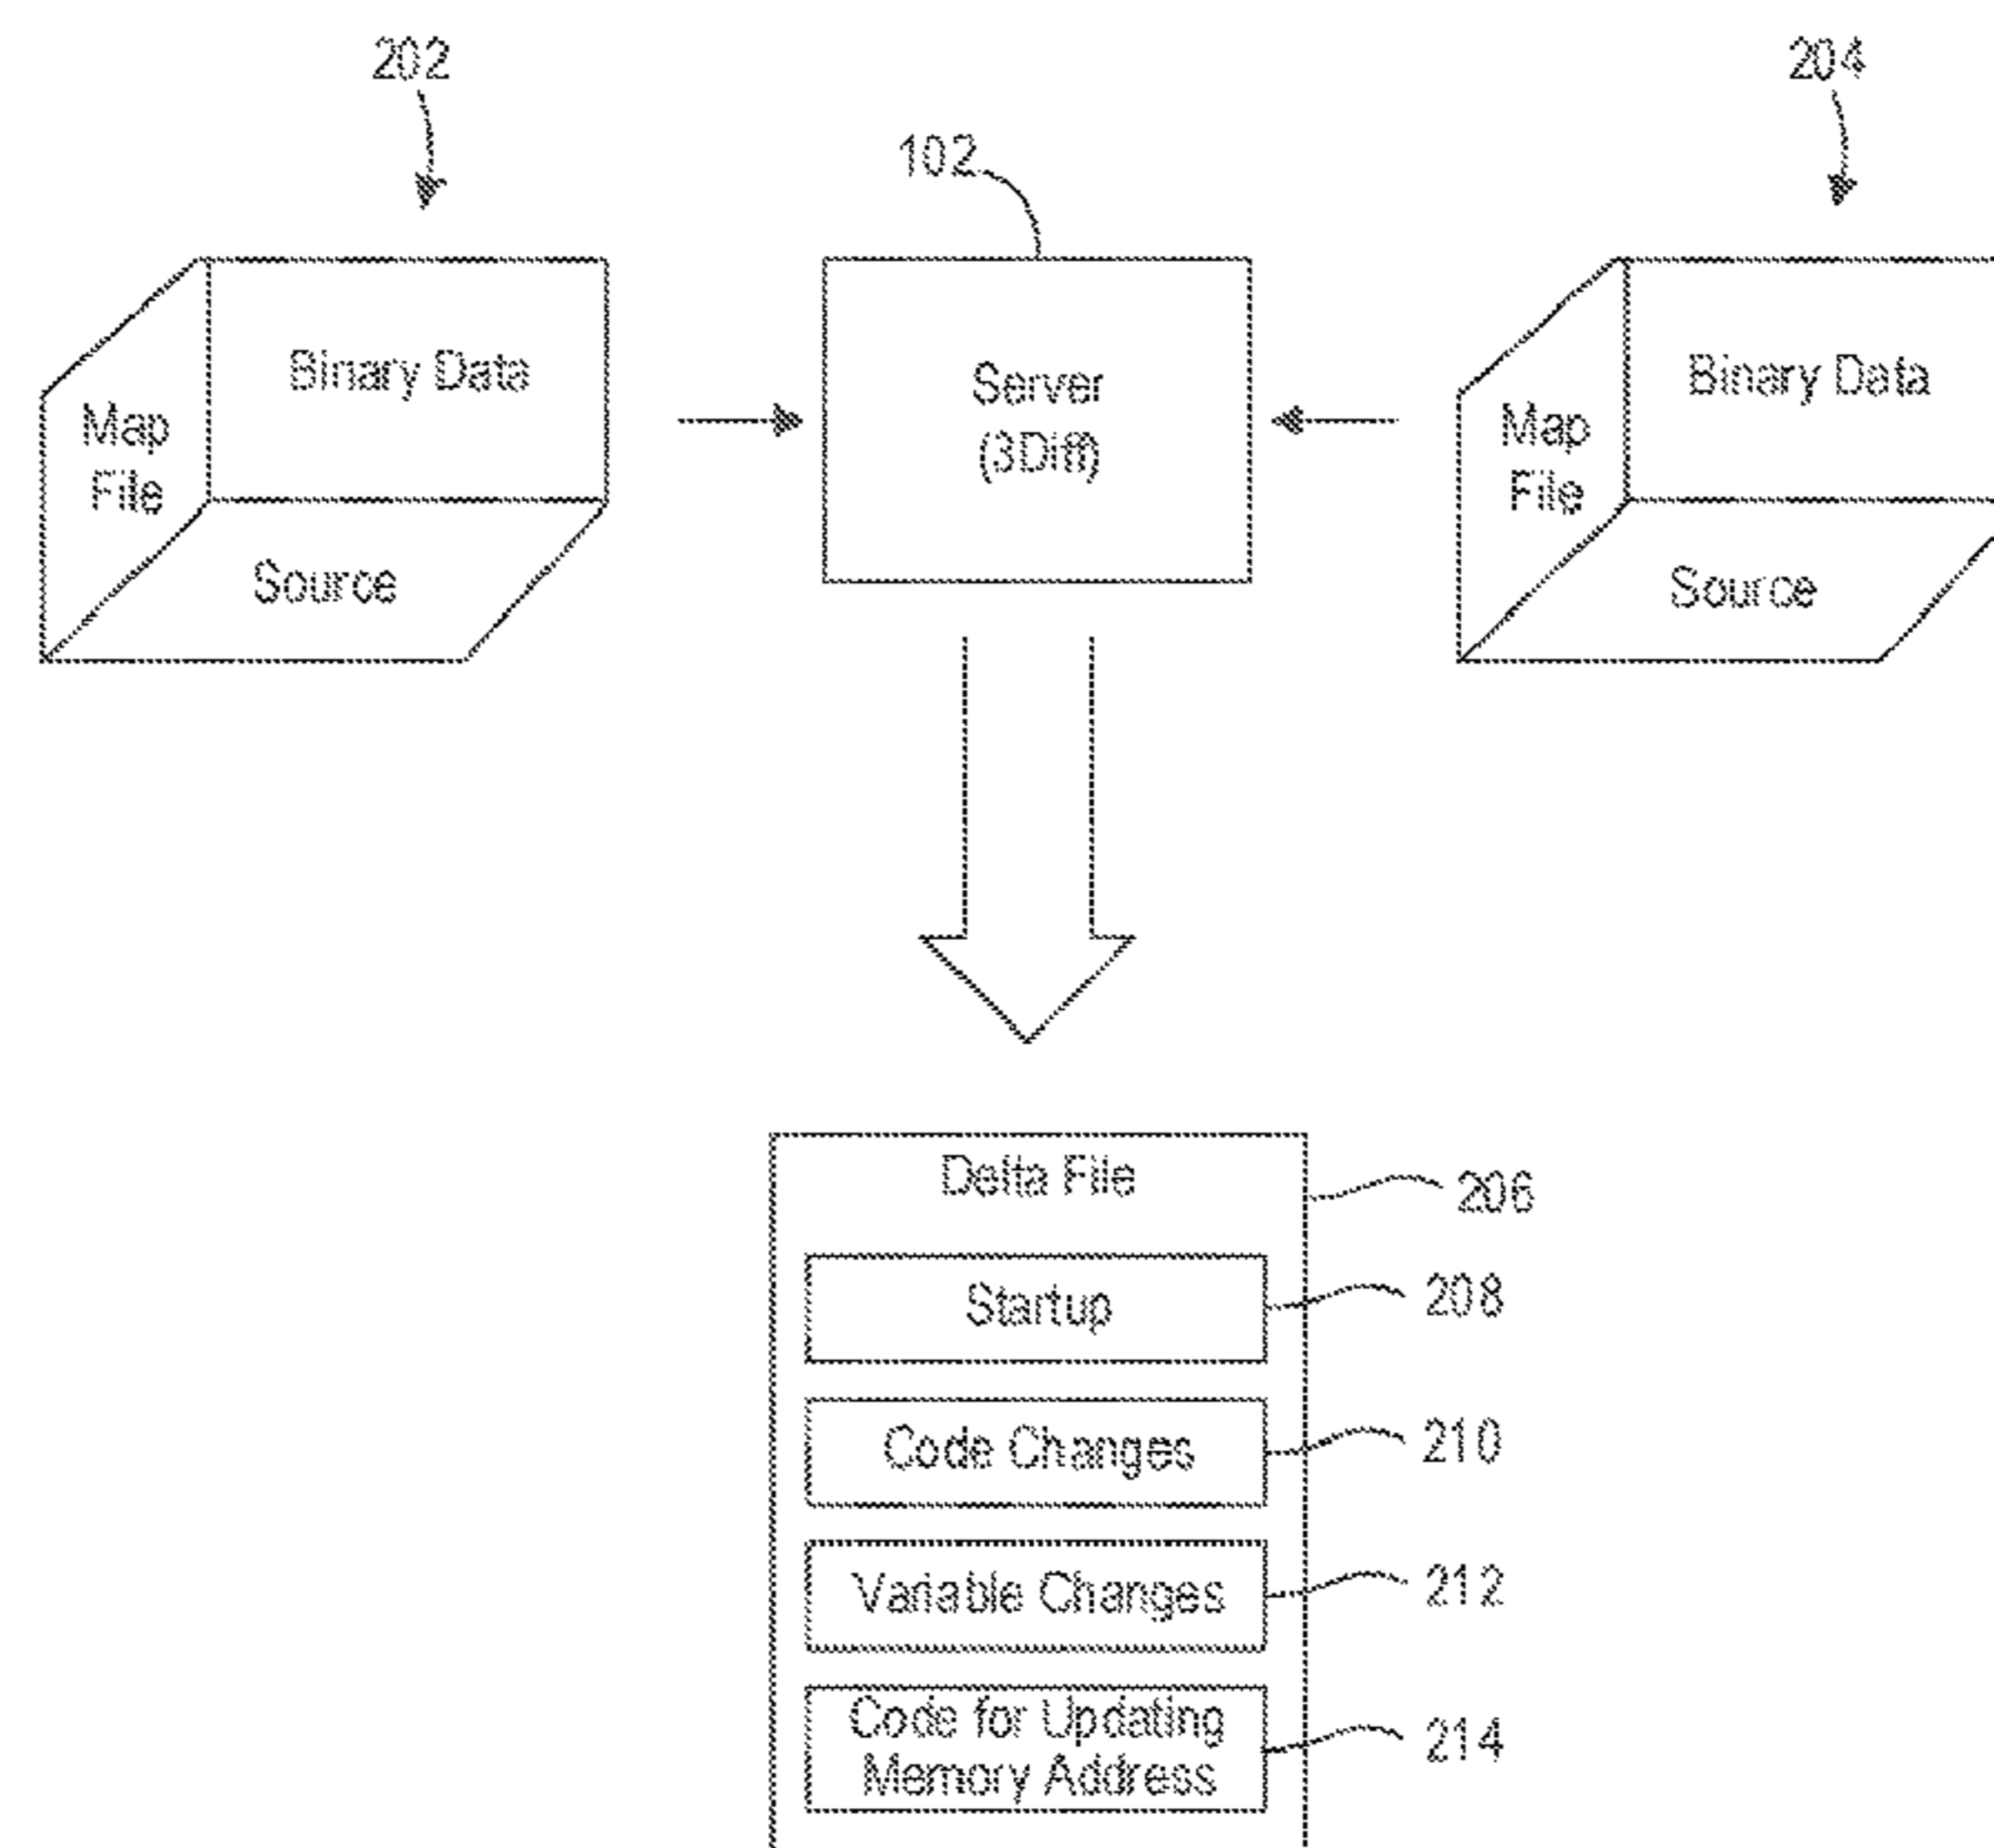 202
204
102
Binary Data
Map
File
Source
Server
(3Diff)
Binary Data
Map
File
Source
Delta File
206
Startup
208
Code Changes
210
Variable Changes
212
Code for Updating
Memory Address
214